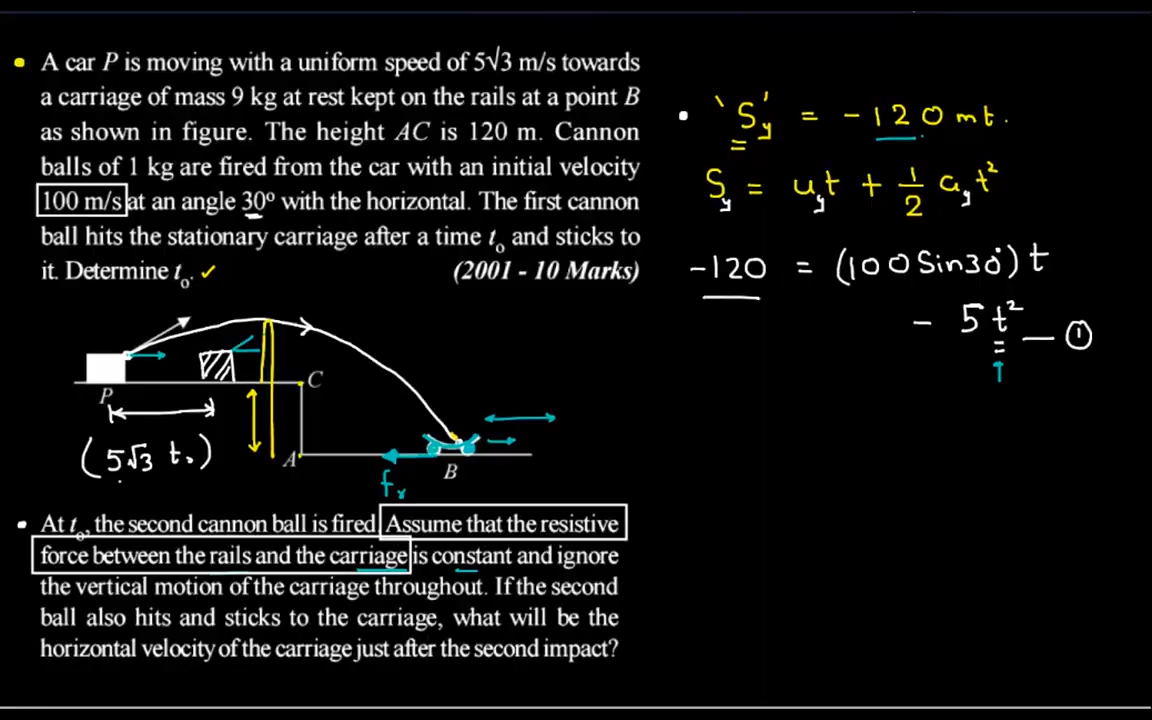 A car P is moving with a uniform speed of 5√3 m/s towards
a carriage of mass 9 kg at rest kept on the rails at a point B
as shown in figure. The height AC is 120 m. Cannon
balls of 1 kg are fired from the car with an initial velocity
100 m/s at an angle 30° with the horizontal. The first cannon
ball hits the stationary carriage after a time t₀ and sticks to
it. Determine t₀. ✓ (2001 - 10 Marks)
P
C
(5√3 t₀)
A
B
fᵣ
At t₀, the second cannon ball is fired. Assume that the resistive
force between the rails and the carriage is constant and ignore
the vertical motion of the carriage throughout. If the second
ball also hits and sticks to the carriage, what will be the
horizontal velocity of the carriage just after the second impact?
'S_y' = -120 mt.
S_y = u_y t + 1/2 a_y t²
-120 = (100 Sin30°) t
- 5t² — ①